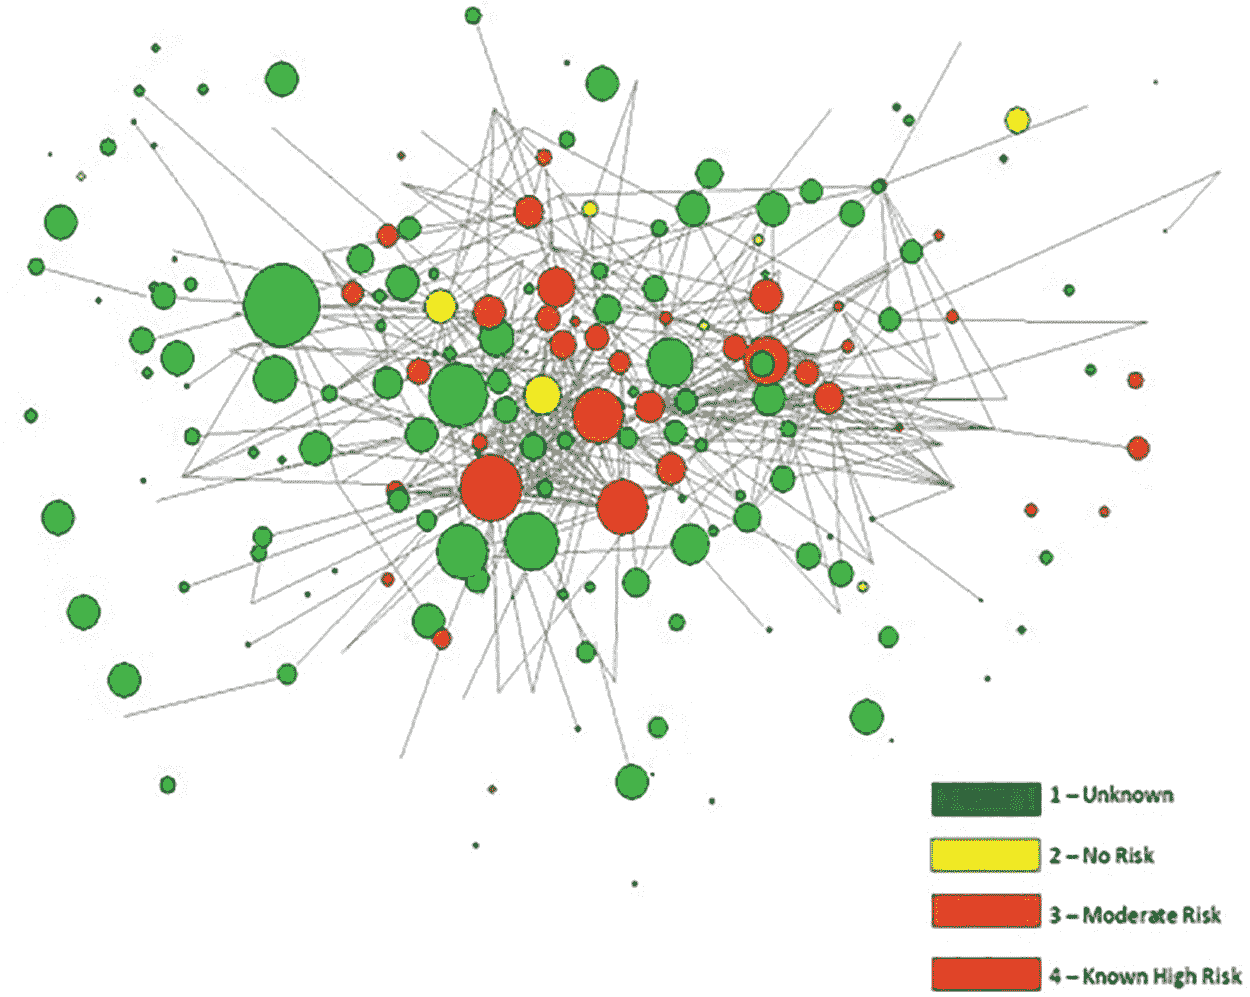 1 – Unknown
2 – No Risk
3 – Moderate Risk
4 – Known High Risk